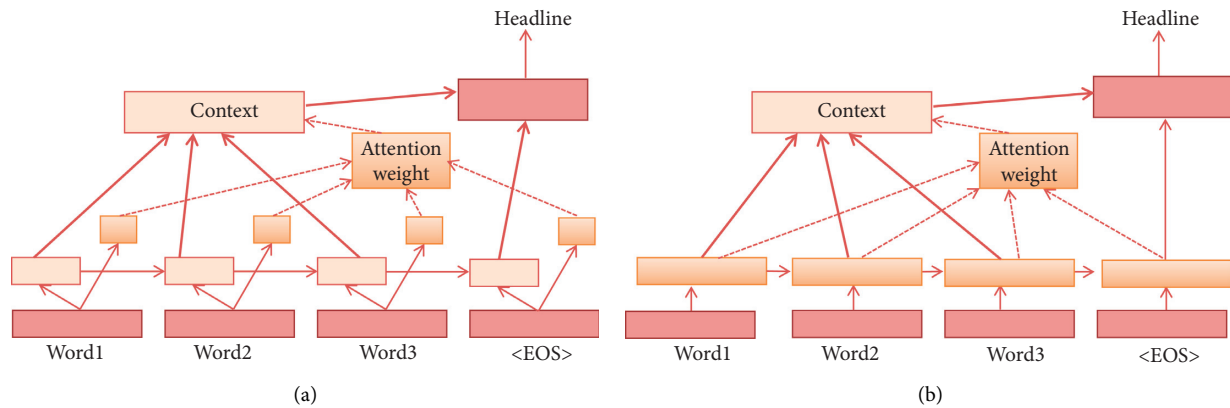 Headline
Context
Attention
weight
Word1
Word2
Word3
<EOS>
(a)
Headline
Context
Attention
weight
Word1
Word2
Word3
<EOS>
(b)